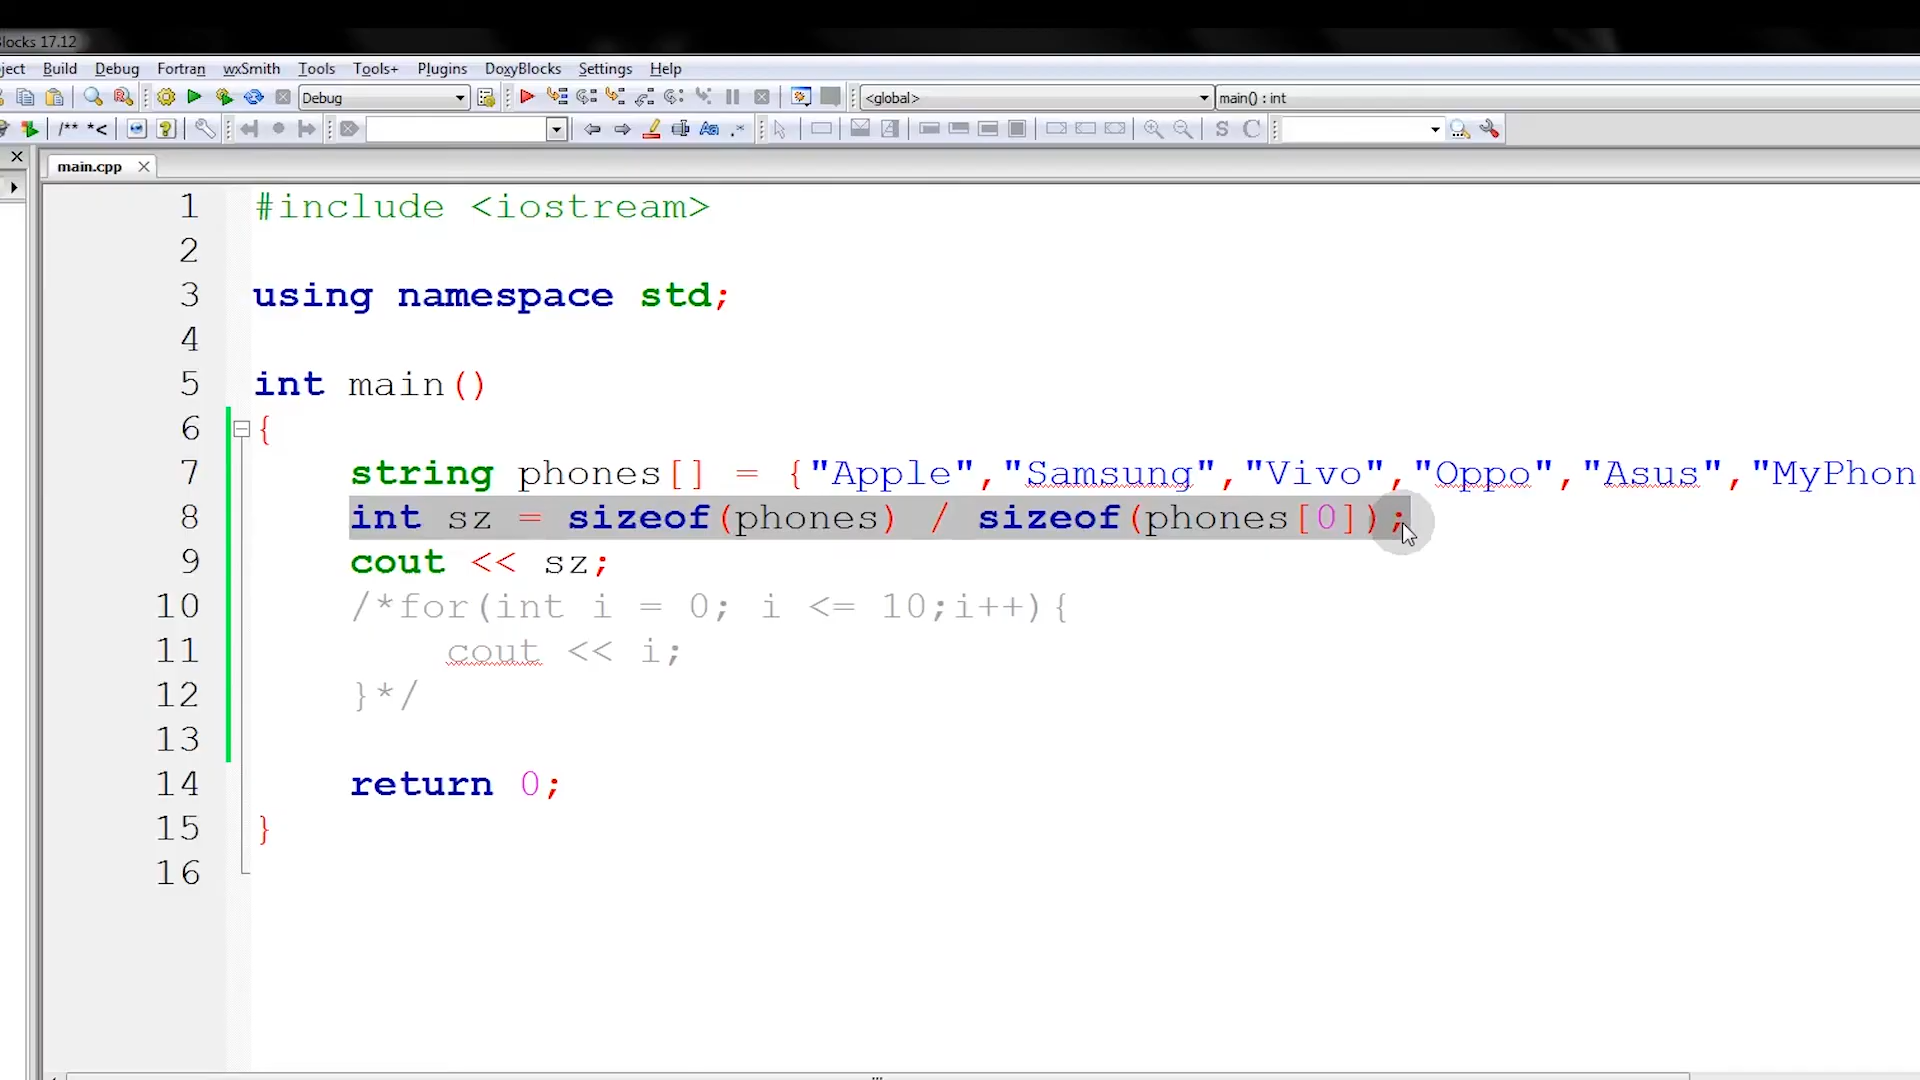 locks 17.12
ject Build Debug Fortran wxSmith Tools Tools+ Plugins DoxyBlocks Settings Help
Debug <global> main() : int
/** *< S C
main.cpp
1 #include <iostream>
2
3 using namespace std;
4
5 int main()
6 {
7 string phones[] = {"Apple","Samsung","Vivo","Oppo","Asus","MyPhon
8 int sz = sizeof(phones) / sizeof(phones[0]);
9 cout << sz;
10 /*for(int i = 0; i <= 10;i++){
11 cout << i;
12 }*/
13
14 return 0;
15 }
16